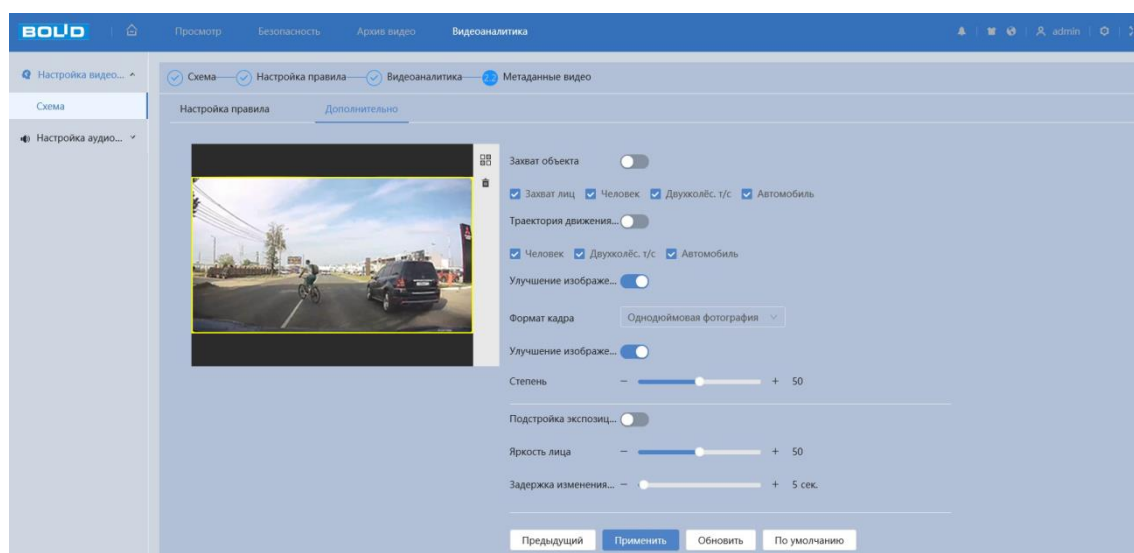 BOLID
Просмотр Безопасность Архив видео Видеоаналитика admin
Настройка видео... Схема Настройка правила Видеоаналитика 2.2 Метаданные видео
Схема Настройка правила Дополнительно
Настройка аудио...
Захват объекта
Захват лиц Человек Двухколёс. т/с Автомобиль
Траектория движения...
Человек Двухколёс. т/с Автомобиль
Улучшение изображе...
Формат кадра Однодюймовая фотография
Улучшение изображе...
Степень − + 50
Подстройка экспозиц...
Яркость лица − + 50
Задержка изменения... − + 5 сек.
Предыдущий Применить Обновить По умолчанию